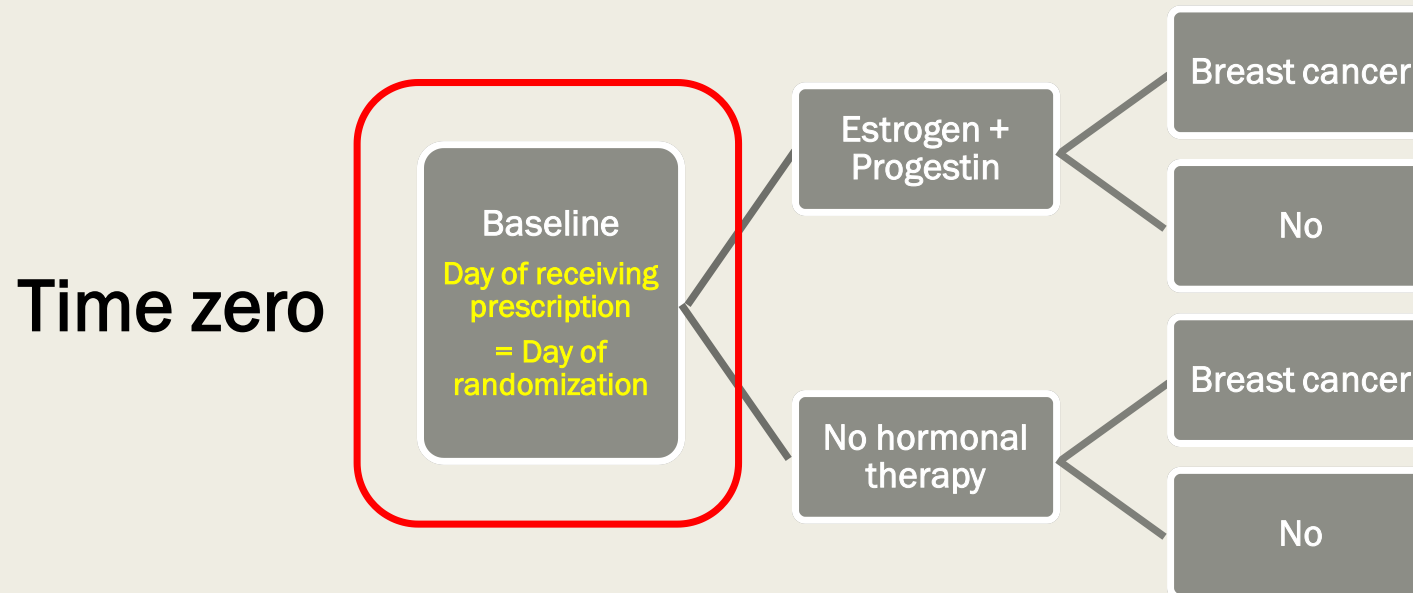 Time zero
Baseline
Day of receiving
prescription
= Day of
randomization
Estrogen +
Progestin
Breast cancer
No
No hormonal
therapy
Breast cancer
No